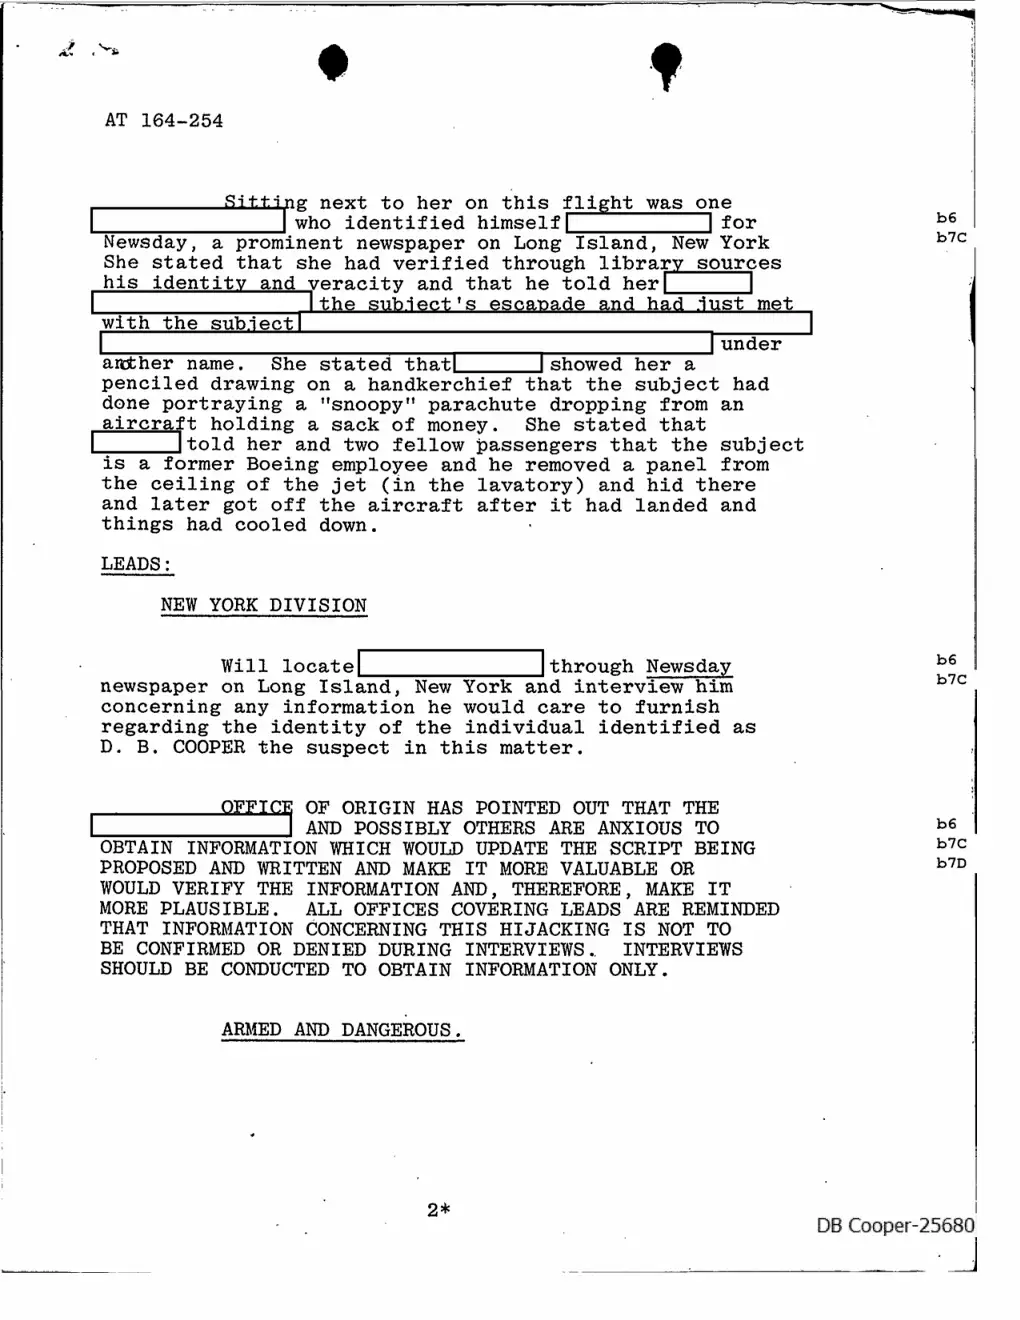 AT 164-254
Sitting next to her on this flight was one
who identified himself for
Newsday, a prominent newspaper on Long Island, New York
She stated that she had verified through library sources
his identity and veracity and that he told her
the subject's escapade and had just met
with the subject
under
another name. She stated that showed her a
penciled drawing on a handkerchief that the subject had
done portraying a "snoopy" parachute dropping from an
aircraft holding a sack of money. She stated that
told her and two fellow passengers that the subject
is a former Boeing employee and he removed a panel from
the ceiling of the jet (in the lavatory) and hid there
and later got off the aircraft after it had landed and
things had cooled down.
b6
b7C
LEADS:
NEW YORK DIVISION
Will locate through Newsday
newspaper on Long Island, New York and interview him
concerning any information he would care to furnish
regarding the identity of the individual identified as
D. B. COOPER the suspect in this matter.
b6
b7C
OFFICE OF ORIGIN HAS POINTED OUT THAT THE
AND POSSIBLY OTHERS ARE ANXIOUS TO
OBTAIN INFORMATION WHICH WOULD UPDATE THE SCRIPT BEING
PROPOSED AND WRITTEN AND MAKE IT MORE VALUABLE OR
WOULD VERIFY THE INFORMATION AND, THEREFORE, MAKE IT
MORE PLAUSIBLE. ALL OFFICES COVERING LEADS ARE REMINDED
THAT INFORMATION CONCERNING THIS HIJACKING IS NOT TO
BE CONFIRMED OR DENIED DURING INTERVIEWS. INTERVIEWS
SHOULD BE CONDUCTED TO OBTAIN INFORMATION ONLY.
b6
b7C
b7D
ARMED AND DANGEROUS.
2*
DB Cooper-25680